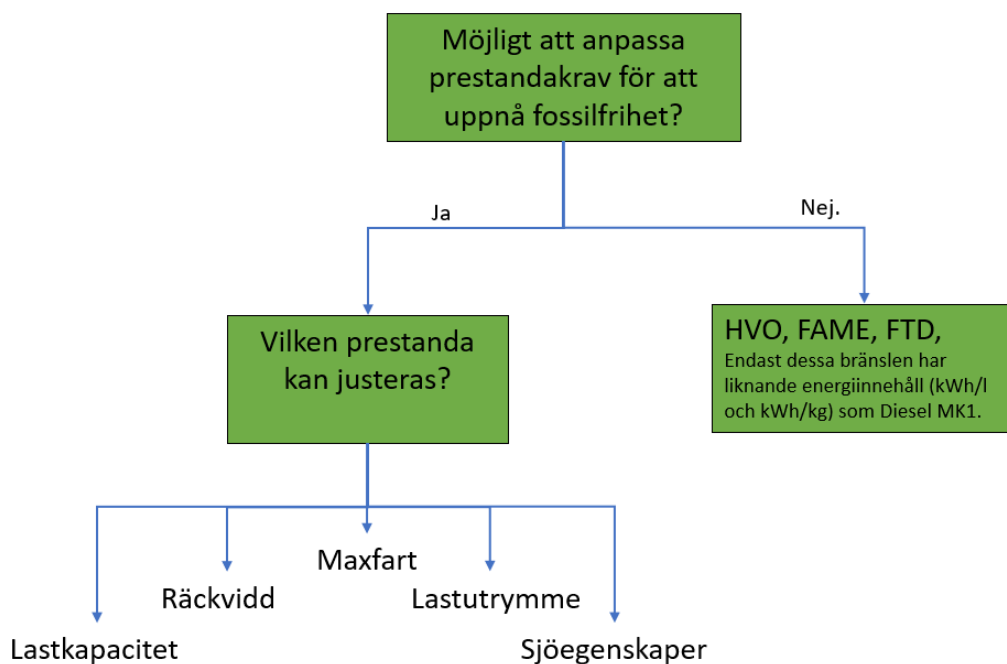 Möjligt att anpassa
prestandakrav för att
uppnå fossilfrihet?
Ja
Nej.
Vilken prestanda
kan justeras?
HVO, FAME, FTD,
Endast dessa bränslen har
liknande energiinnehåll (kWh/l
och kWh/kg) som Diesel MK1.
Maxfart
Räckvidd
Lastutrymme
Lastkapacitet
Sjöegenskaper